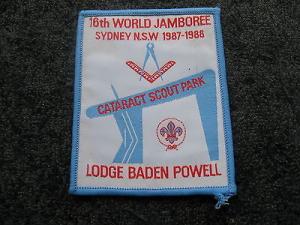 16th WORLD JAMBOREE
SYDNEY N.S.W 1987-1988
CATARACT SCOUT PARK
LODGE BADEN POWELL